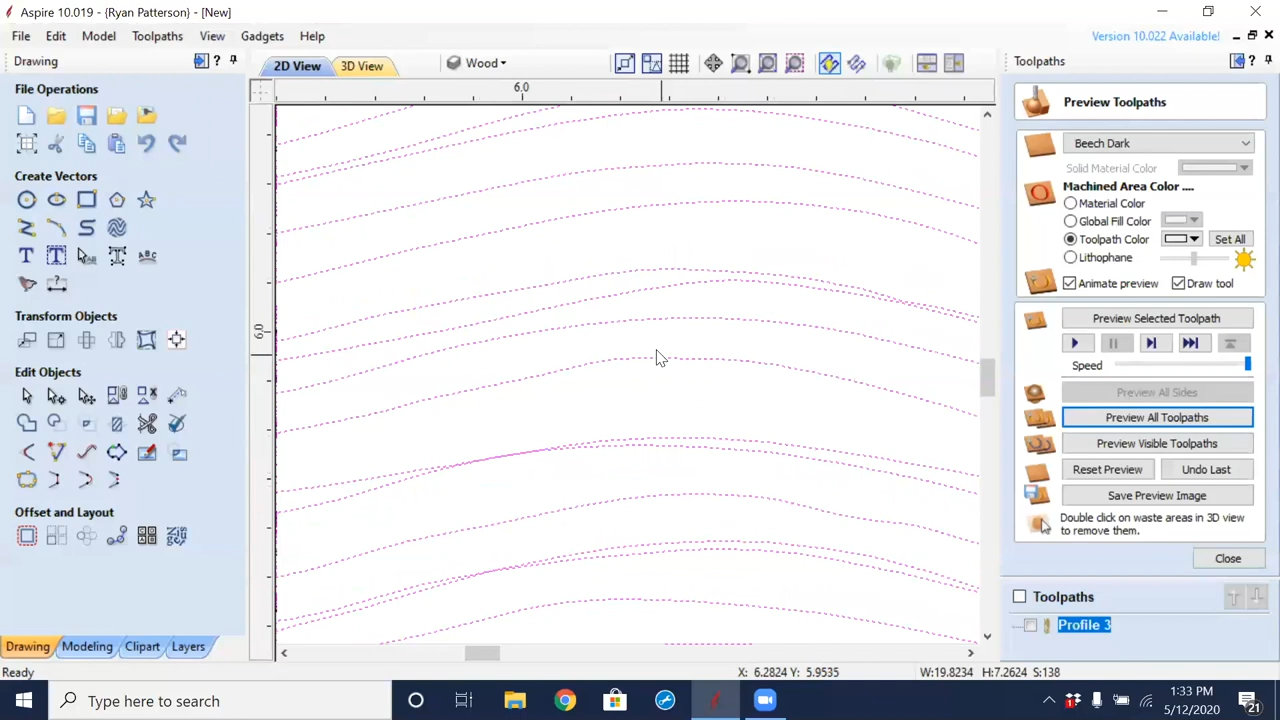 Aspire 10.019 - {Ryan Patterson} - [New]
File Edit Model Toolpaths View Gadgets Help
Version 10.022 Available!
Drawing
File Operations
Create Vectors
Transform Objects
Edit Objects
Offset and Layout
Drawing Modeling Clipart Layers
2D View 3D View Wood
6.0
6.0
Toolpaths
Preview Toolpaths
Beech Dark
Solid Material Color
Machined Area Color ....
Material Color
Global Fill Color
Toolpath Color Set All
Lithophane
Animate preview Draw tool
Preview Selected Toolpath
Speed
Preview All Sides
Preview All Toolpaths
Preview Visible Toolpaths
Reset Preview Undo Last
Save Preview Image
Double click on waste areas in 3D view
to remove them.
Close
Toolpaths
Profile 3
Ready X: 6.2824 Y: 5.9535 W:19.8234 H:7.2624 S:138
Type here to search
1:33 PM
5/12/2020
21